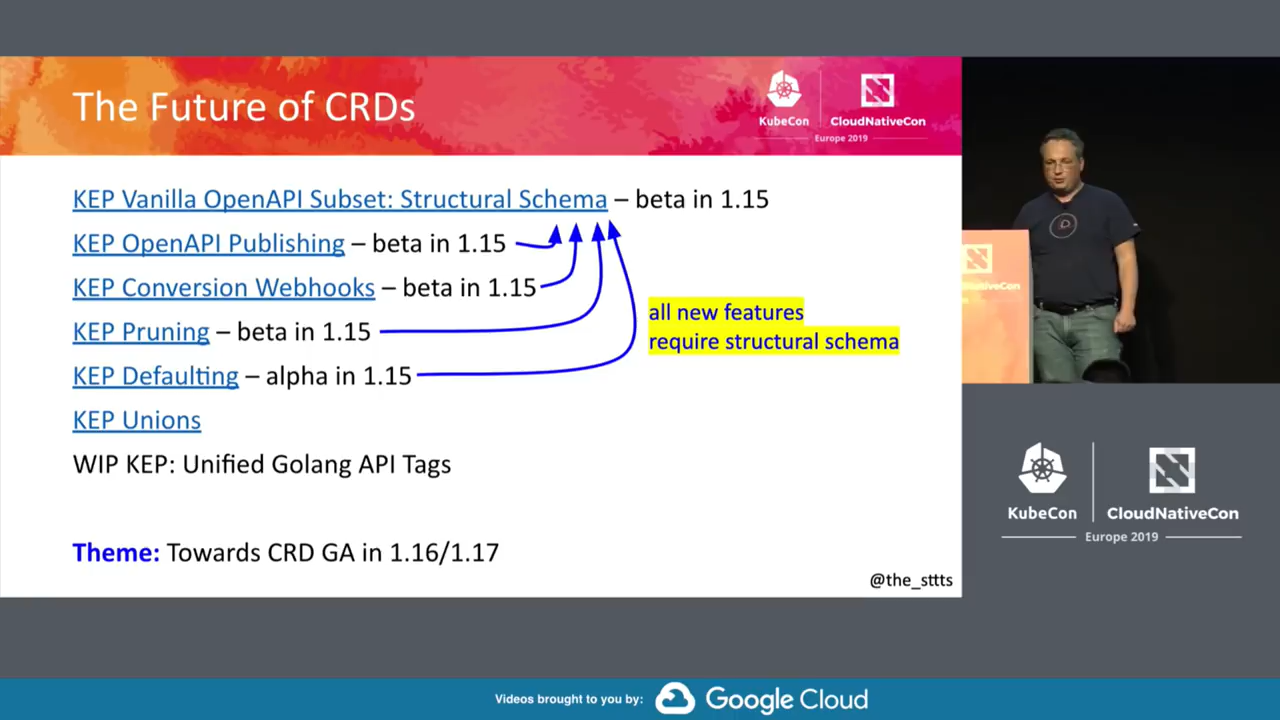 The Future of CRDs
KubeCon
CloudNativeCon
Europe 2019
KEP Vanilla OpenAPI Subset: Structural Schema – beta in 1.15
KEP OpenAPI Publishing – beta in 1.15
KEP Conversion Webhooks – beta in 1.15
KEP Pruning – beta in 1.15
KEP Defaulting – alpha in 1.15
all new features
require structural schema
KEP Unions
WIP KEP: Unified Golang API Tags
Theme: Towards CRD GA in 1.16/1.17
@the_sttts
NativeCon
KubeCon
CloudNativeCon
Europe 2019
Videos brought to you by:
Google Cloud